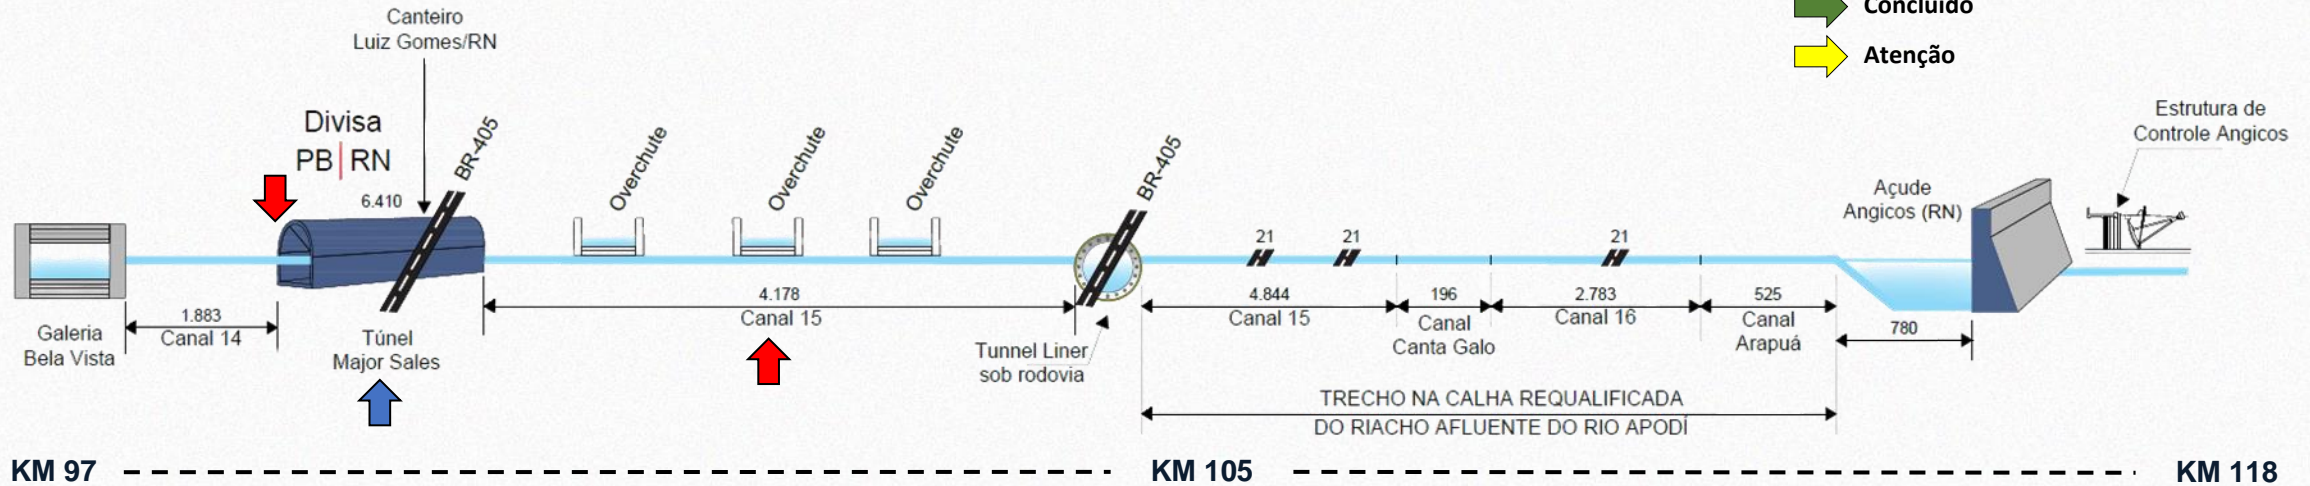 Canteiro
Luiz Gomes/RN
Concluído
Atenção
Divisa
PB|RN
6.410
BR-405
Overchute
Overchute
Overchute
BR-405
Estrutura de
Controle Angicos
Açude
Angicos (RN)
21
21
21
1.883
Canal 14
4.178
Canal 15
4.844
Canal 15
196
Canal
Canta Galo
2.783
Canal 16
525
Canal
Arapuá
780
Galeria
Bela Vista
Túnel
Major Sales
Tunnel Liner
sob rodovia
TRECHO NA CALHA REQUALIFICADA
DO RIACHO AFLUENTE DO RIO APODÍ
KM 97
KM 105
KM 118